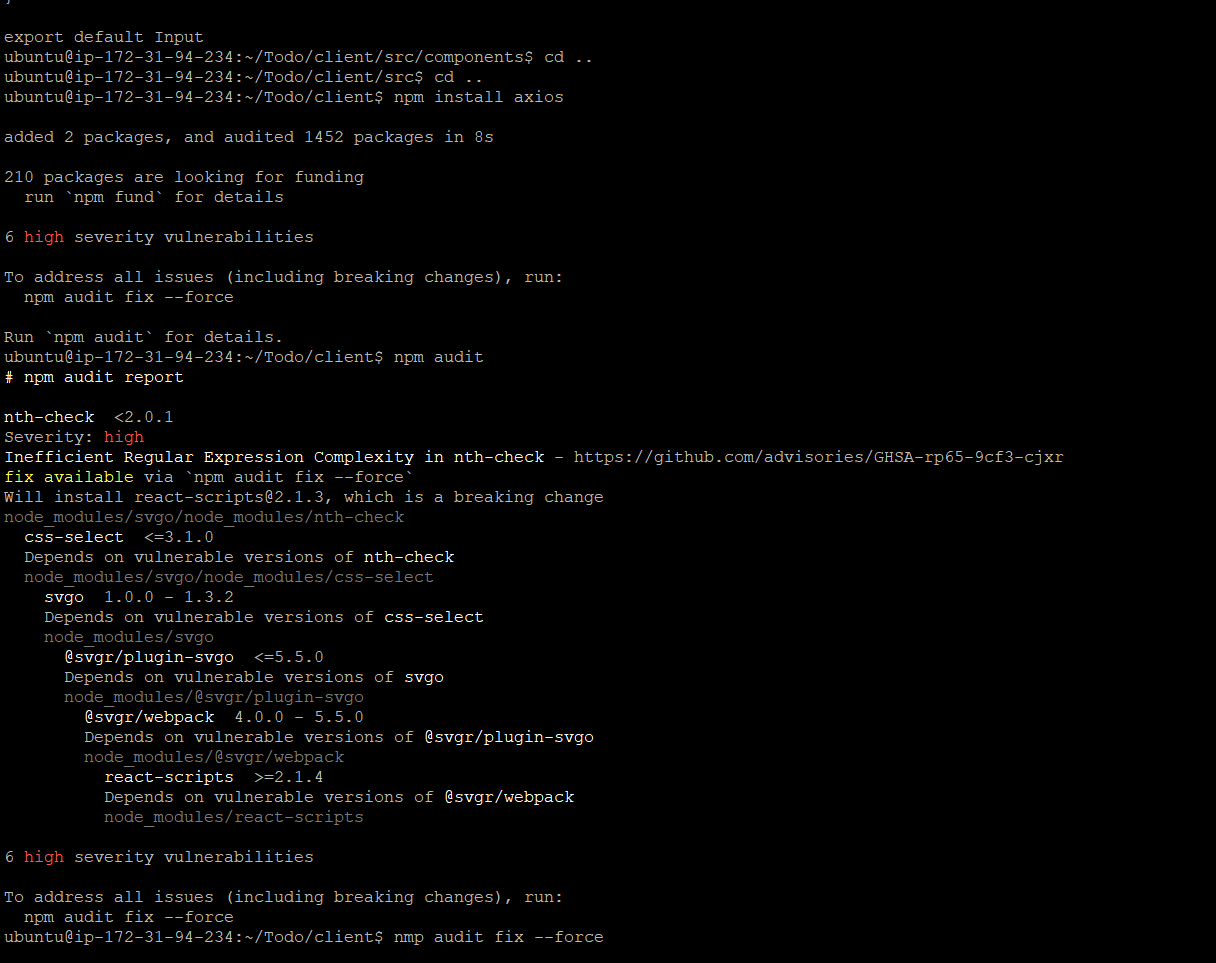 export default Input
ubuntu@ip-172-31-94-234:~/Todo/client/src/components$ cd ..
ubuntu@ip-172-31-94-234:~/Todo/client/src$ cd ..
ubuntu@ip-172-31-94-234:~/Todo/client$ npm install axios
added 2 packages, and audited 1452 packages in 8s
210 packages are looking for funding
run `npm fund` for details
6 high severity vulnerabilities
To address all issues (including breaking changes), run:
npm audit fix --force
Run `npm audit` for details.
ubuntu@ip-172-31-94-234:~/Todo/client$ npm audit
# npm audit report
nth-check  <2.0.1
Severity: high
Inefficient Regular Expression Complexity in nth-check - https://github.com/advisories/GHSA-rp65-9cf3-cjxr
fix available via `npm audit fix --force`
Will install react-scripts@2.1.3, which is a breaking change
node_modules/svgo/node_modules/nth-check
css-select  <=3.1.0
Depends on vulnerable versions of nth-check
node_modules/svgo/node_modules/css-select
svgo  1.0.0 - 1.3.2
Depends on vulnerable versions of css-select
node_modules/svgo
@svgr/plugin-svgo  <=5.5.0
Depends on vulnerable versions of svgo
node_modules/@svgr/plugin-svgo
@svgr/webpack  4.0.0 - 5.5.0
Depends on vulnerable versions of @svgr/plugin-svgo
node_modules/@svgr/webpack
react-scripts  >=2.1.4
Depends on vulnerable versions of @svgr/webpack
node_modules/react-scripts
6 high severity vulnerabilities
To address all issues (including breaking changes), run:
npm audit fix --force
ubuntu@ip-172-31-94-234:~/Todo/client$ nmp audit fix --force